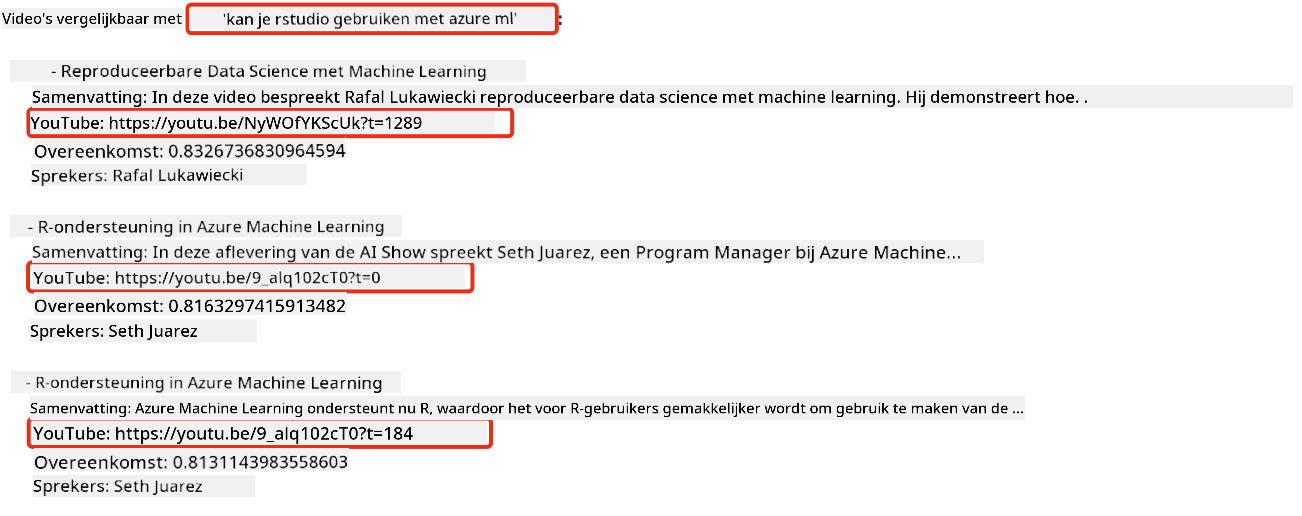 Video's vergelijkbaar met 'kan je rstudio gebruiken met azure ml':
- Reproduceerbare Data Science met Machine Learning
Samenvatting: In deze video bespreekt Rafal Lukawiecki reproduceerbare data science met machine learning. Hij demonstreert hoe. .
YouTube: https://youtu.be/NyWOfYKScUk?t=1289
Overeenkomst: 0.8326736830964594
Sprekers: Rafal Lukawiecki
- R-ondersteuning in Azure Machine Learning
Samenvatting: In deze aflevering van de AI Show spreekt Seth Juarez, een Program Manager bij Azure Machine...
YouTube: https://youtu.be/9_alq102cT0?t=0
Overeenkomst: 0.8163297415913482
Sprekers: Seth Juarez
- R-ondersteuning in Azure Machine Learning
Samenvatting: Azure Machine Learning ondersteunt nu R, waardoor het voor R-gebruikers gemakkelijker wordt om gebruik te maken van de ...
YouTube: https://youtu.be/9_alq102cT0?t=184
Overeenkomst: 0.8131143983558603
Sprekers: Seth Juarez